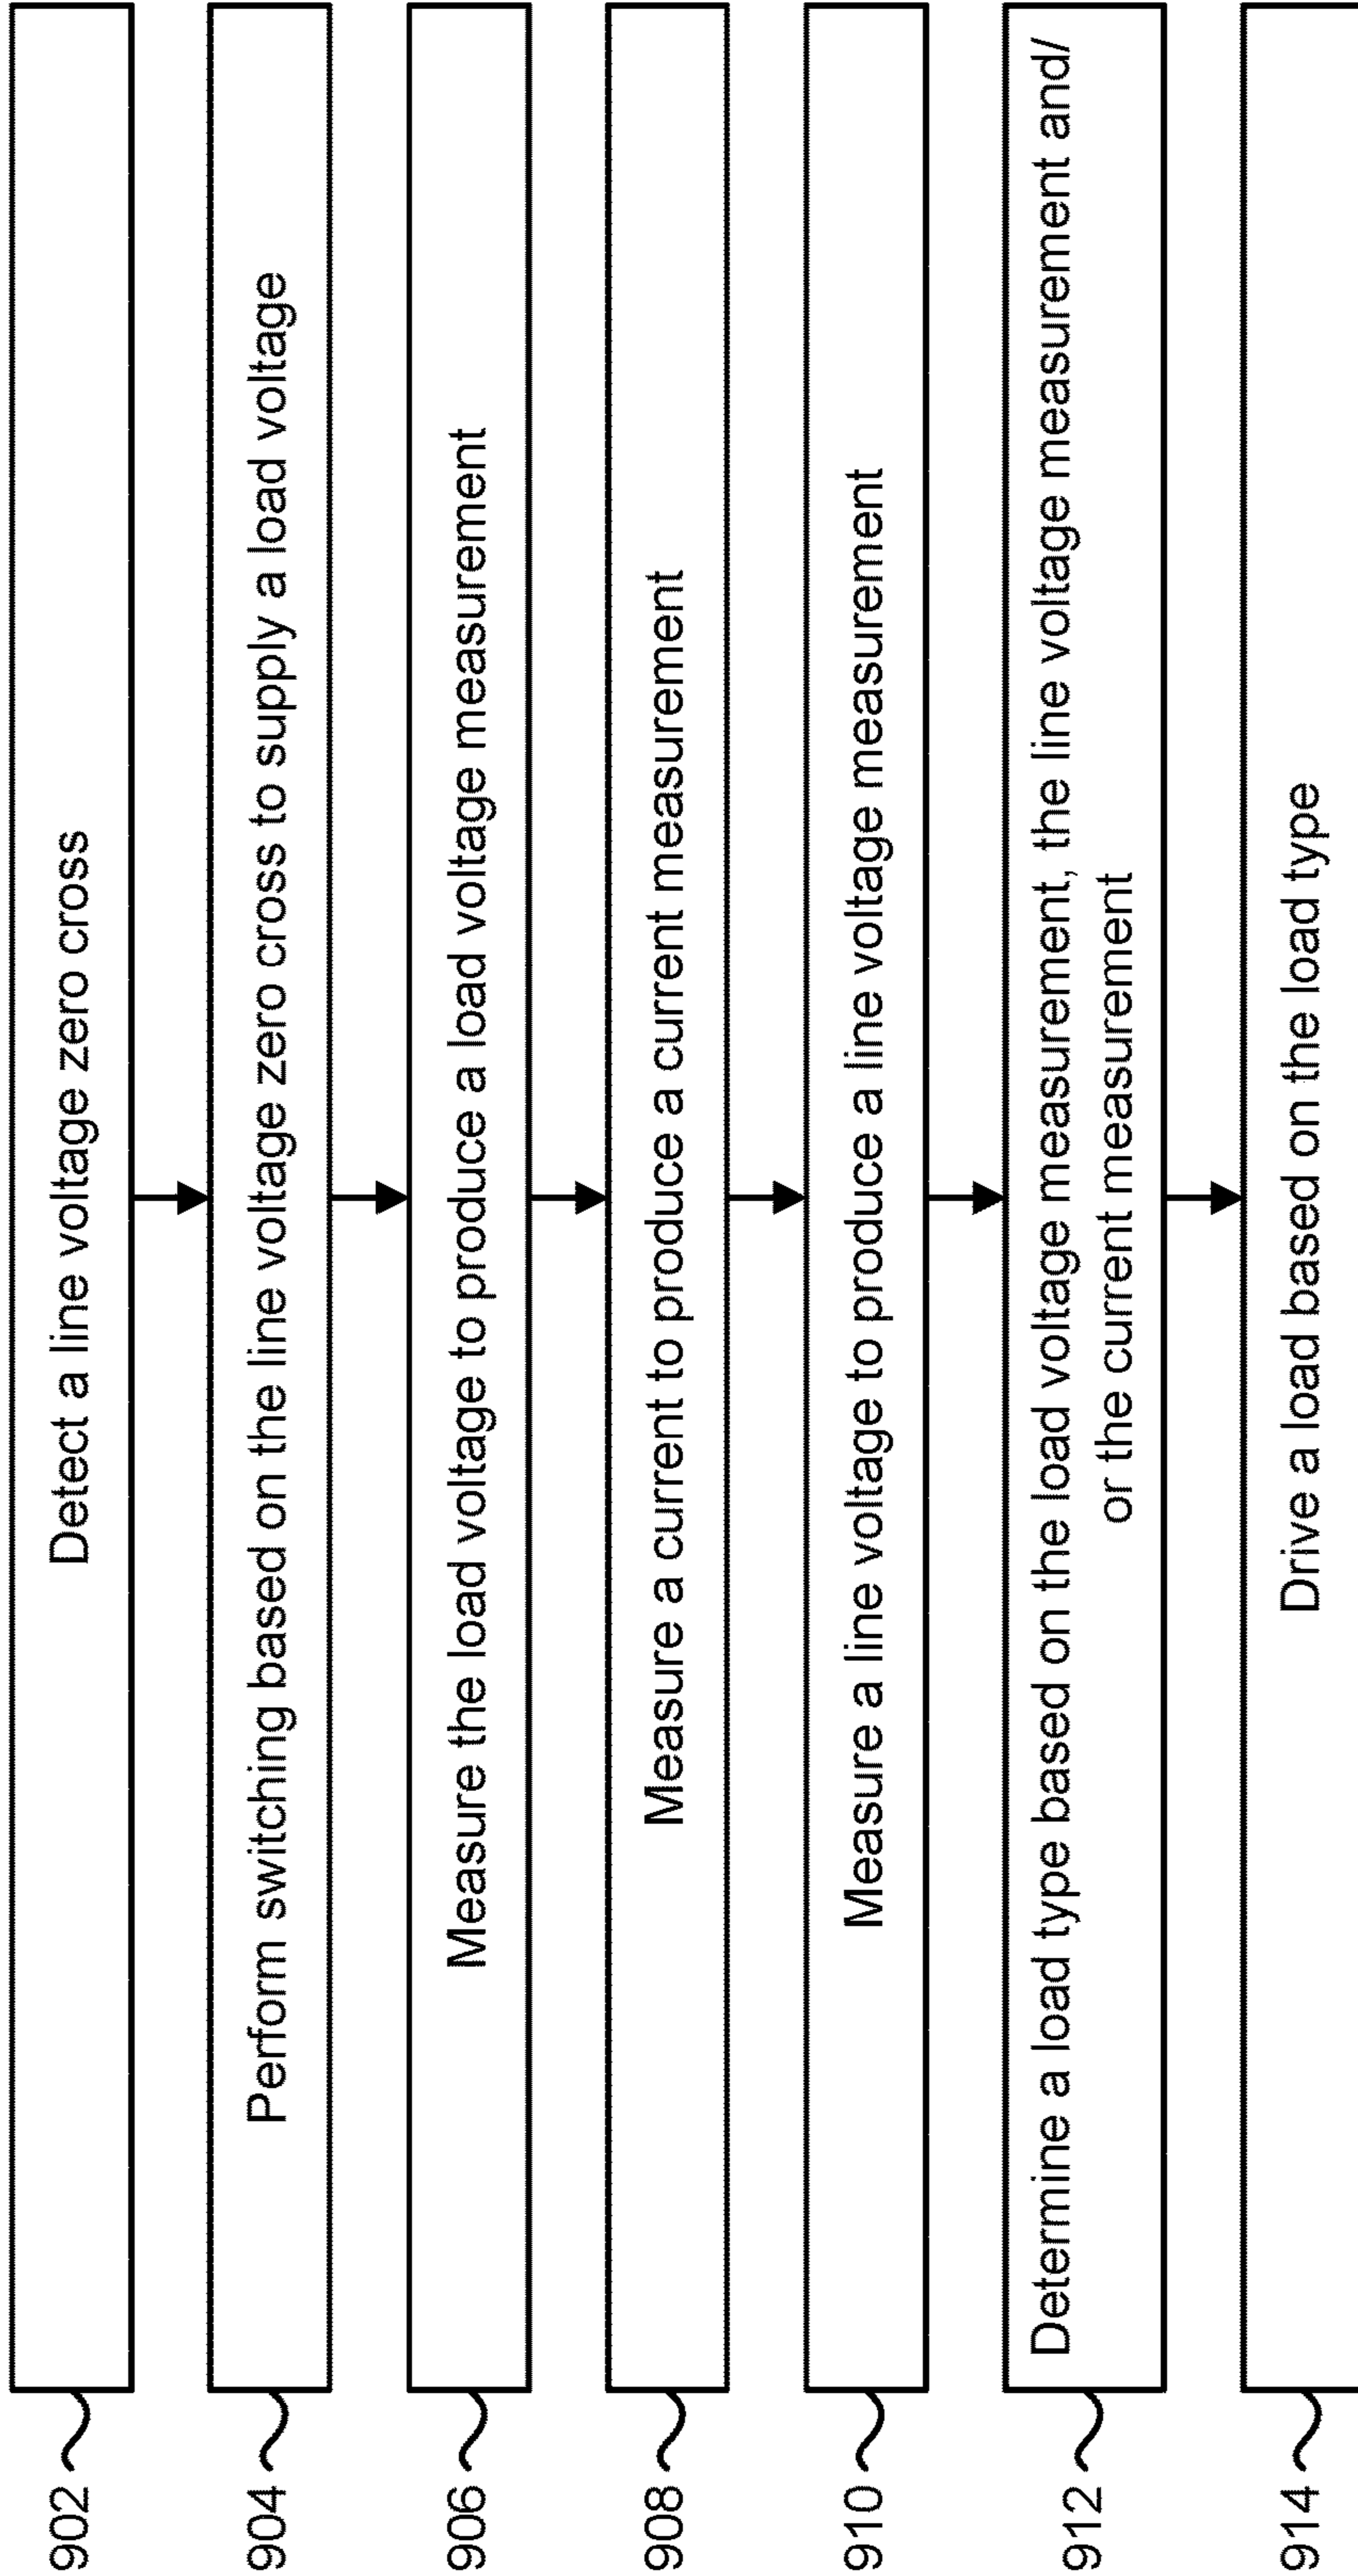 902
Detect a line voltage zero cross
904
Perform switching based on the line voltage zero cross to supply a load voltage
906
Measure the load voltage to produce a load voltage measurement
908
Measure a current to produce a current measurement
910
Measure a line voltage to produce a line voltage measurement
912
Determine a load type based on the load voltage measurement, the line voltage measurement and/
or the current measurement
914
Drive a load based on the load type